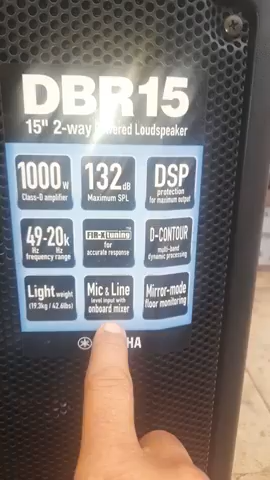 DBR15
15" 2-way Powered Loudspeaker
1000W
Class-D amplifier
132dB
Maximum SPL
DSP
protection
for maximum output
49-20k
Hz Hz
frequency range
FIR-X tuning™
for
accurate response
D-CONTOUR
multi-band
dynamic processing
Light weight
(19.3kg / 42.6lbs)
Mic & Line
level input with
onboard mixer
Mirror-mode
floor monitoring
YAMAHA